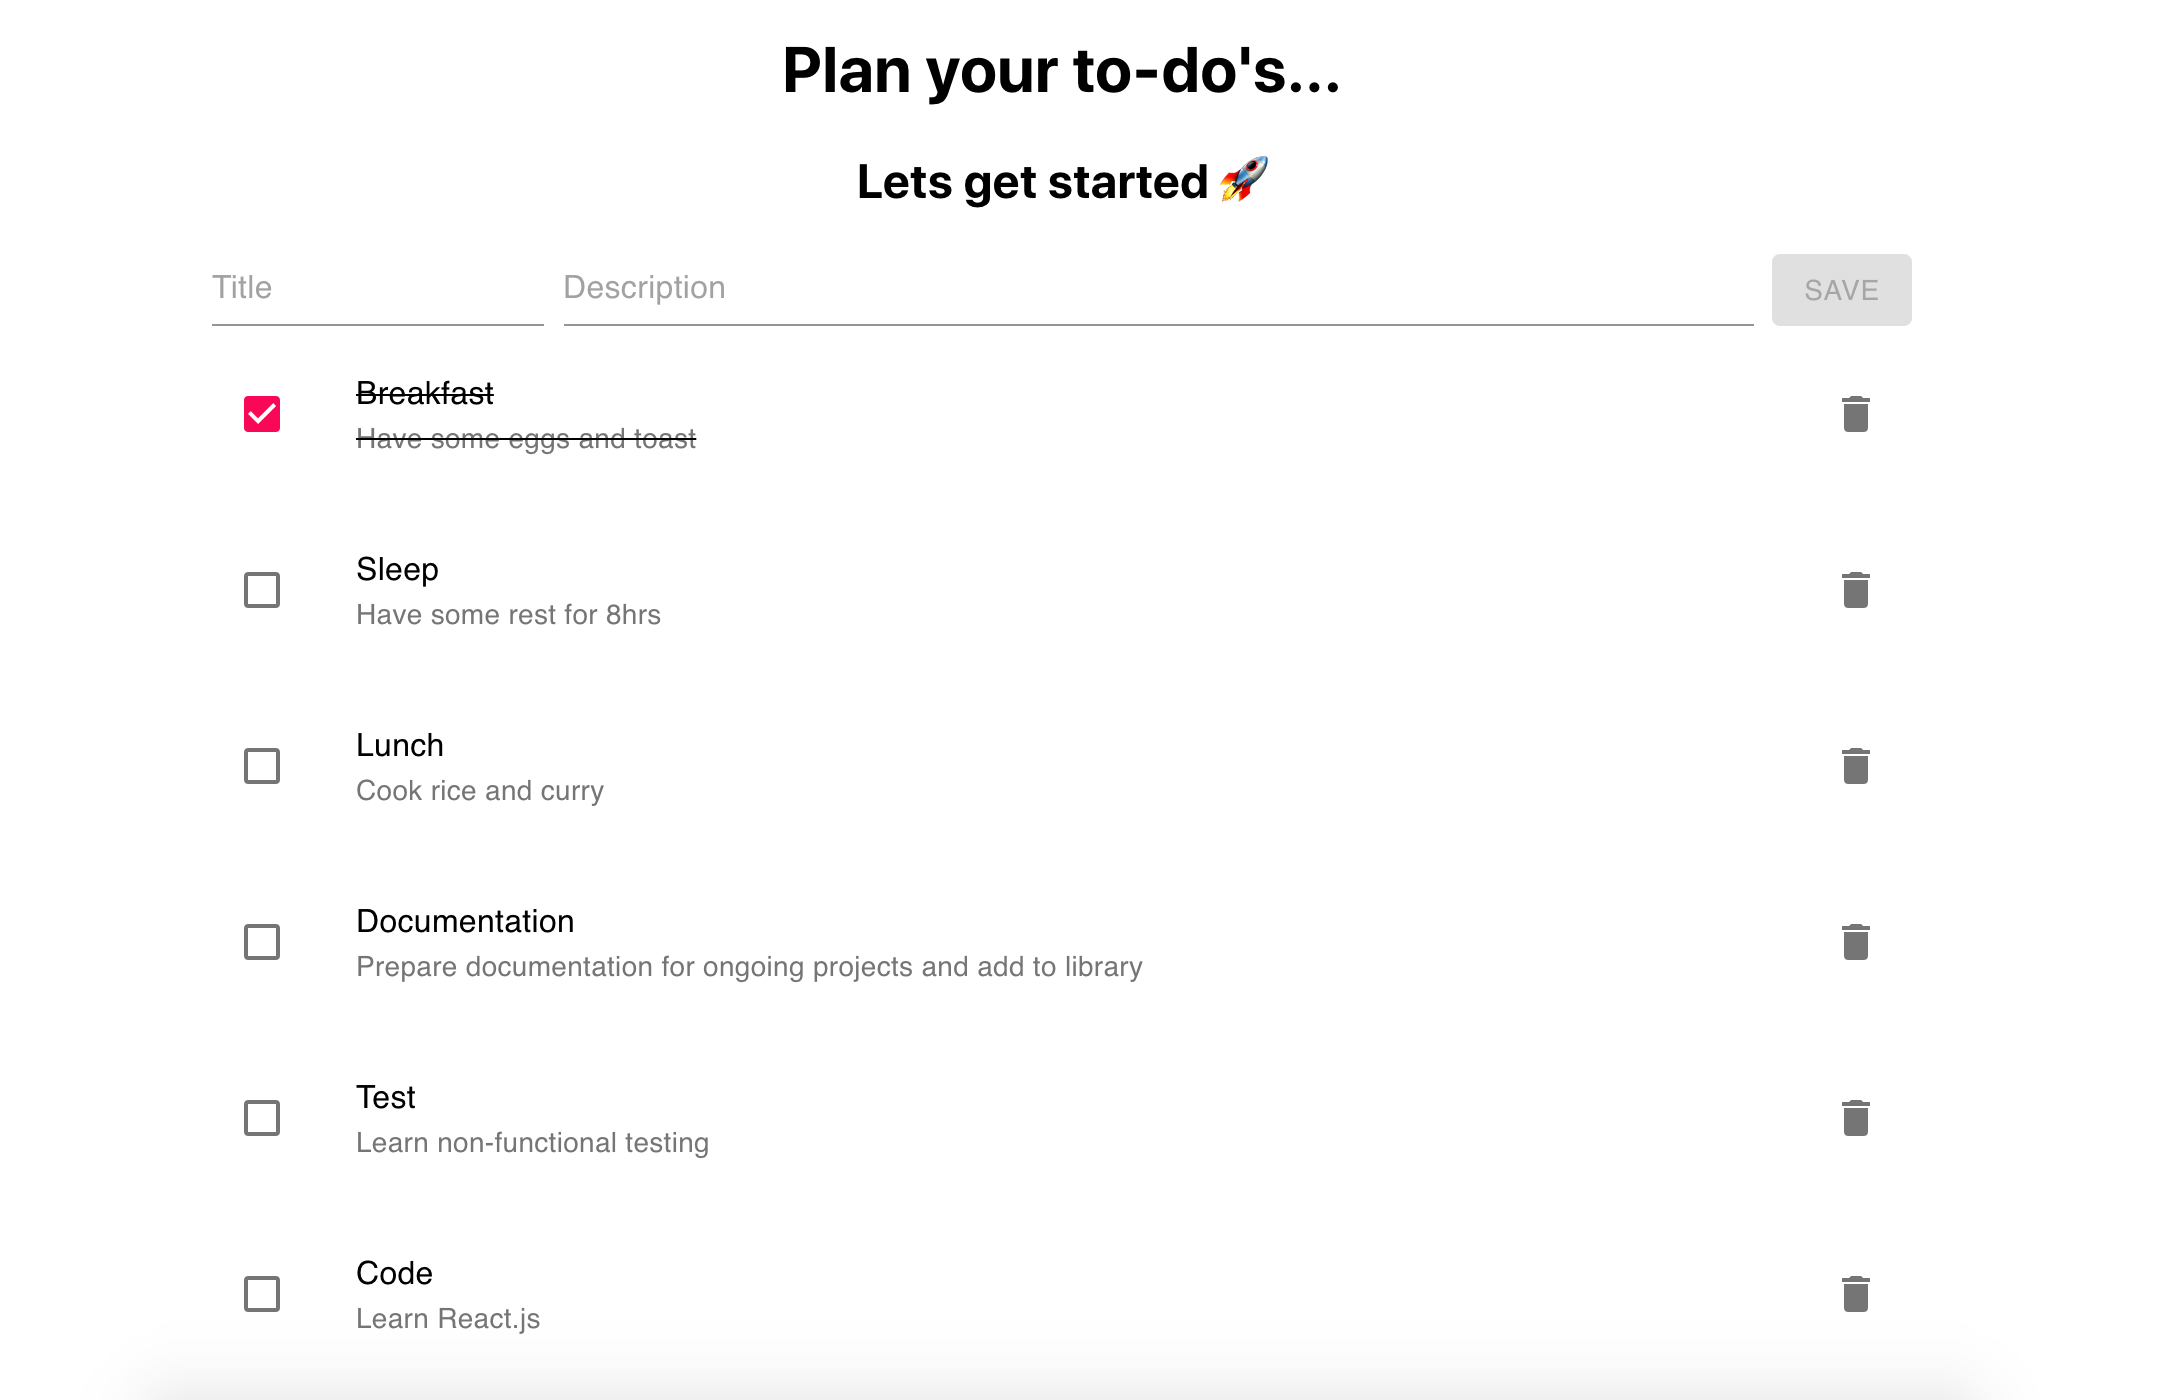 Plan your to-do's...
Lets get started 🚀
Title Description SAVE
Breakfast
Have some eggs and toast
Sleep
Have some rest for 8hrs
Lunch
Cook rice and curry
Documentation
Prepare documentation for ongoing projects and add to library
Test
Learn non-functional testing
Code
Learn React.js